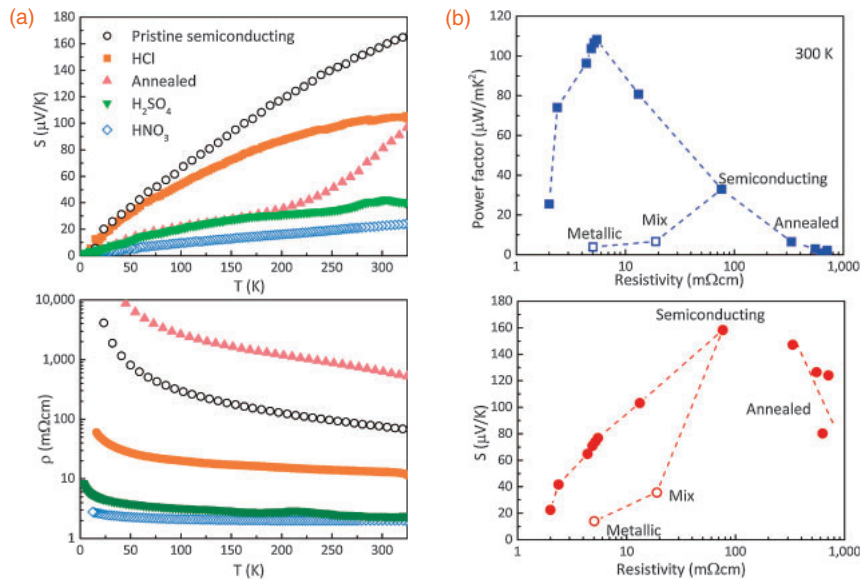 (a)
180
160
140
120
100
80
60
40
20
0
S (μV/K)
Pristine semiconducting
HCl
Annealed
H₂SO₄
HNO₃
0 50 100 150 200 250 300
T (K)
10,000
1,000
100
10
1
ρ (mΩcm)
0 50 100 150 200 250 300
T (K)
(b)
120
100
80
60
40
20
0
Power factor (μW/mK²)
300 K
Semiconducting
Mix
Metallic
Annealed
1 10 100 1,000
Resistivity (mΩcm)
180
160
140
120
100
80
60
40
20
0
S (μV/K)
Semiconducting
Annealed
Mix
Metallic
1 10 100 1,000
Resistivity (mΩcm)